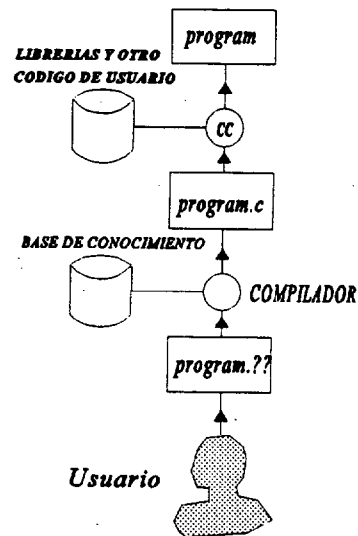 program
LIBRERIAS Y OTRO
CODIGO DE USUARIO
cc
program.c
BASE DE CONOCIMIENTO
COMPILADOR
program.??
Usuario